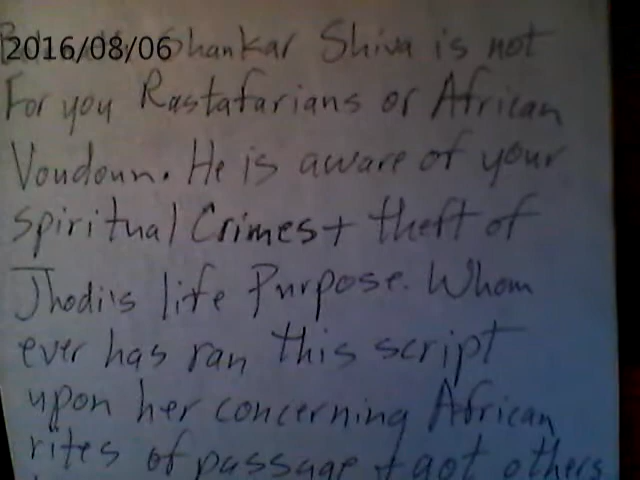 2016/08/06 Shankar Shiva is not
For you Rastafarians or African
Voudoun. He is aware of your
Spiritual Crimes + theft of
Jhodi's life Purpose. Whom
ever has ran this script
upon her concerning African
rites of passage + got others